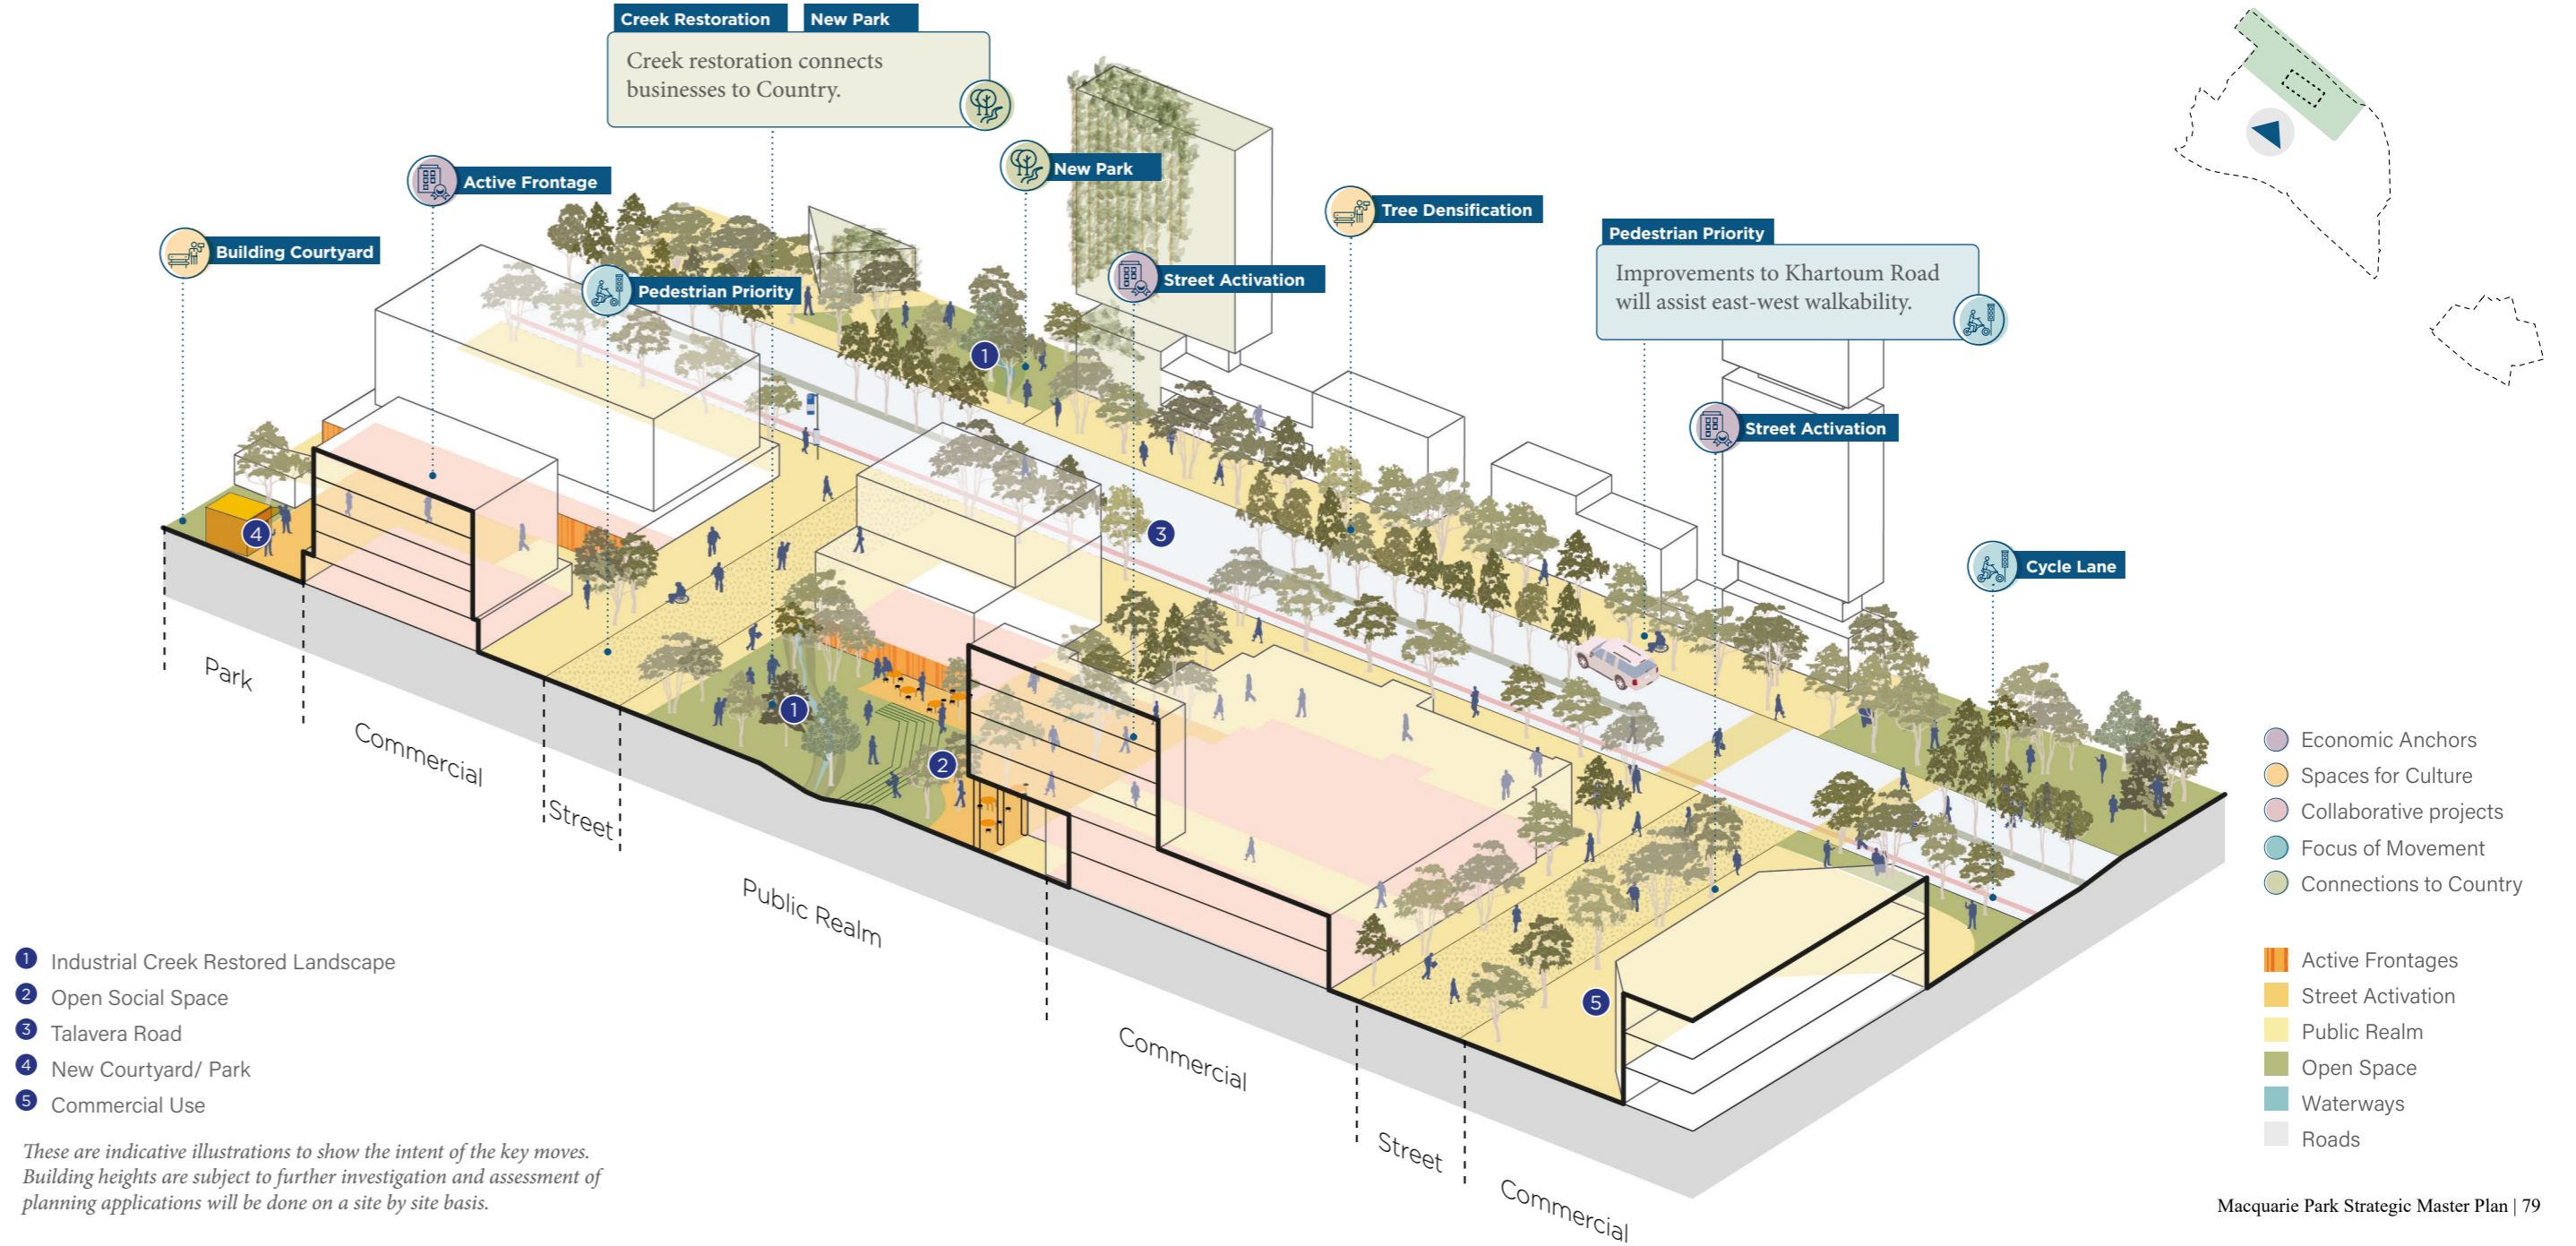 Creek Restoration
New Park
Creek restoration connects
businesses to Country.
New Park
Active Frontage
Building Courtyard
Pedestrian Priority
Street Activation
Tree Densification
Pedestrian Priority
Improvements to Khartoum Road
will assist east-west walkability.
Street Activation
Cycle Lane
1
3
4
1
2
5
Park
Commercial
Street
Public Realm
Commercial
Street
Commercial
1 Industrial Creek Restored Landscape
2 Open Social Space
3 Talavera Road
4 New Courtyard/ Park
5 Commercial Use
These are indicative illustrations to show the intent of the key moves.
Building heights are subject to further investigation and assessment of
planning applications will be done on a site by site basis.
Economic Anchors
Spaces for Culture
Collaborative projects
Focus of Movement
Connections to Country
Active Frontages
Street Activation
Public Realm
Open Space
Waterways
Roads
Macquarie Park Strategic Master Plan | 79